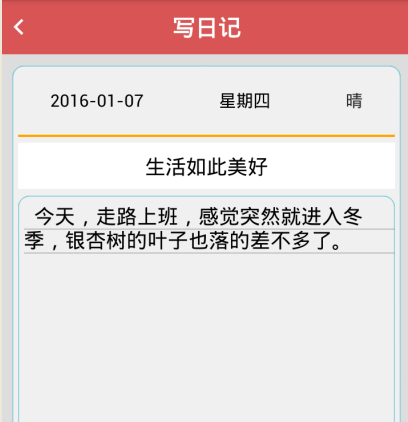 写日记
2016-01-07 星期四 晴
生活如此美好
今天，走路上班，感觉突然就进入冬
季，银杏树的叶子也落的差不多了。